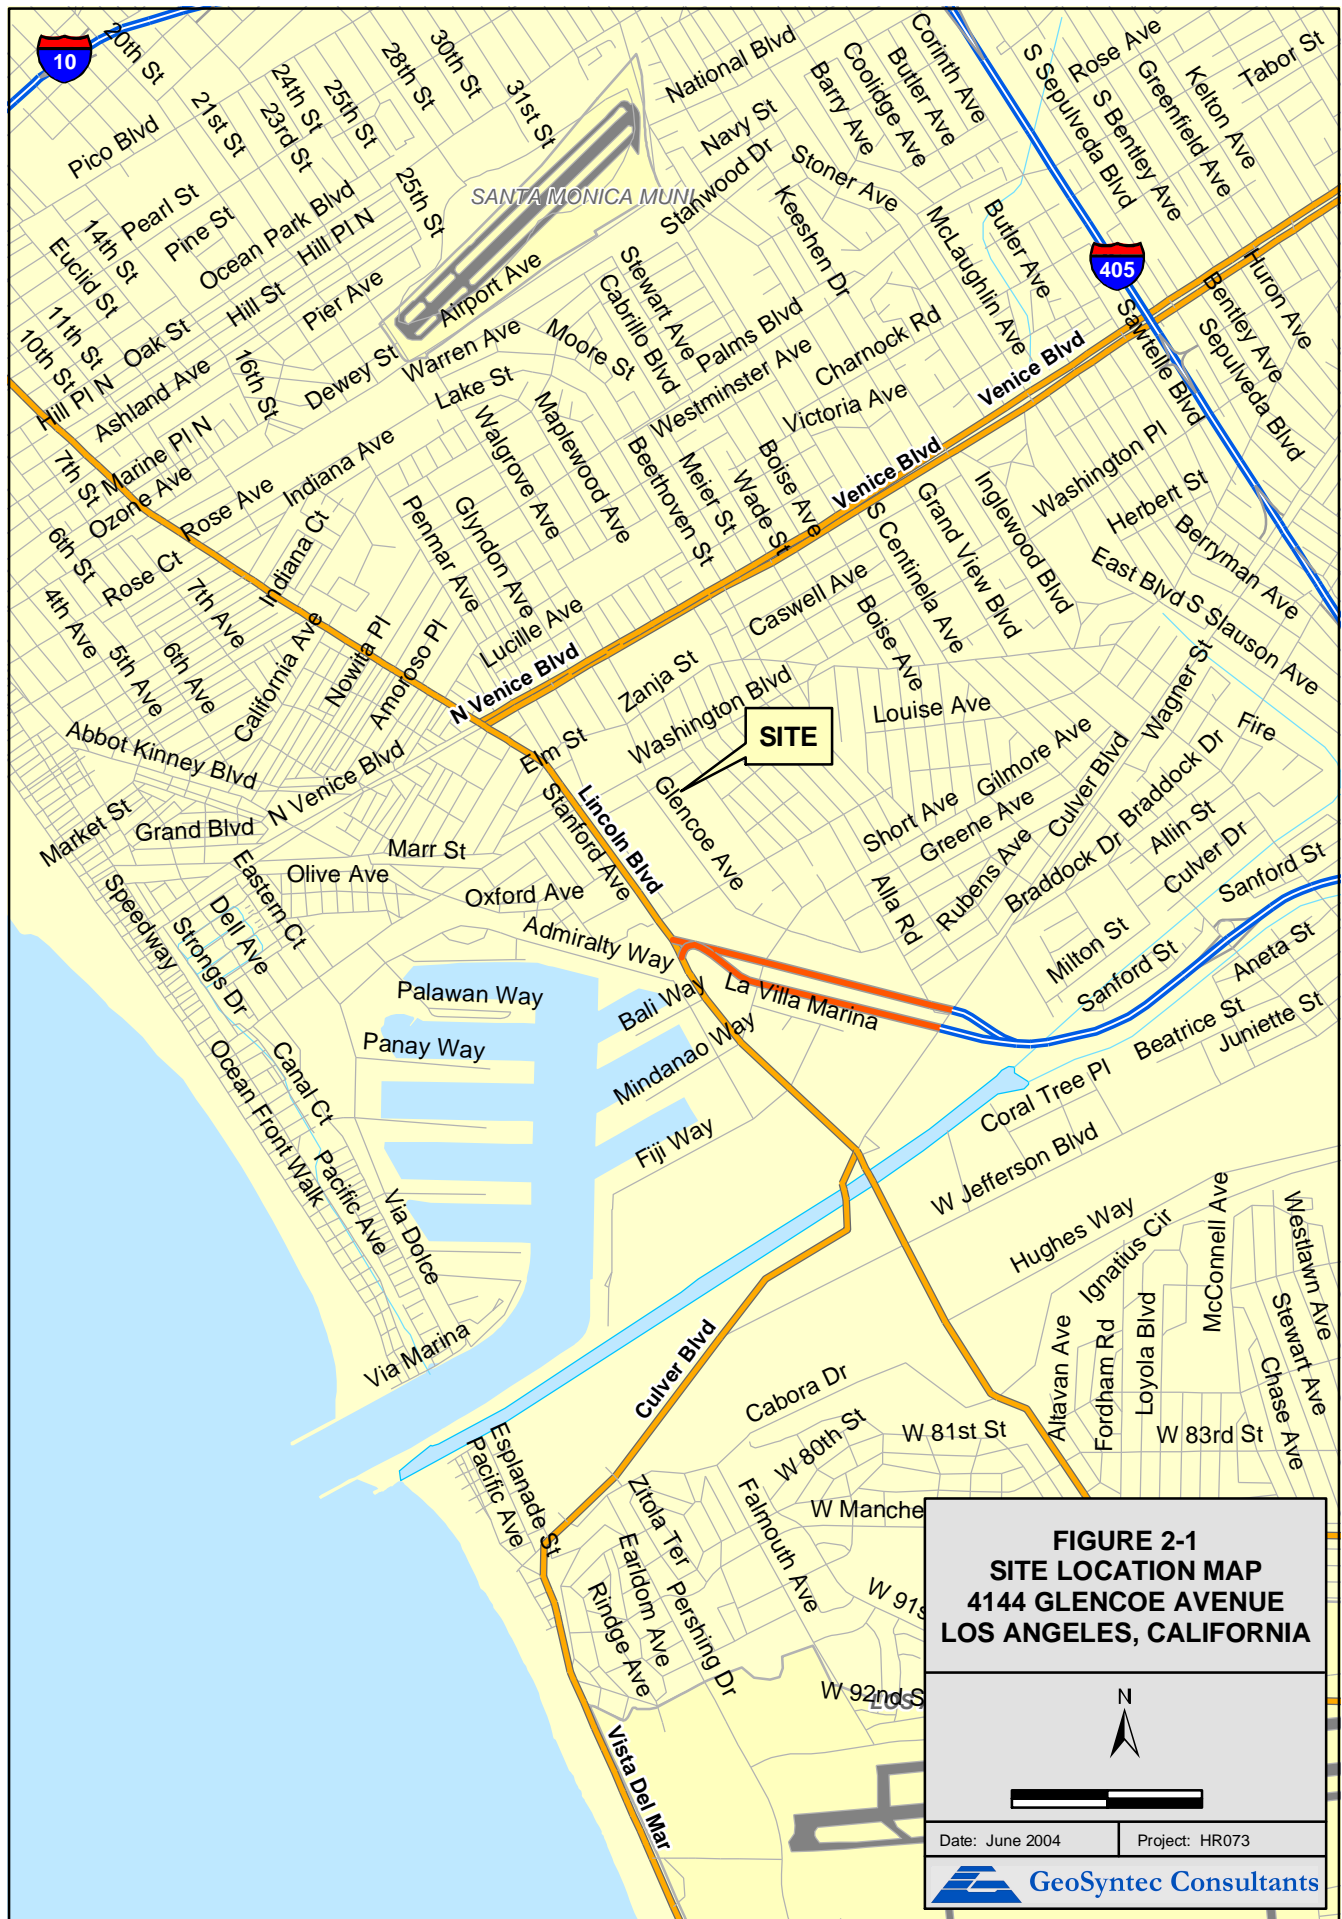 10
20th St
28th St
30th St
31st St
National Blvd
Corinth Ave
Butler Ave
Coolidge Ave
Barry Ave
S Sepulveda Blvd
Rose Ave
Tabor St
Kelton Ave
Greenfield Ave
S Bentley Ave
21st St
24th St
23rd St
25th St
Pico Blvd
Navy St
Stanwood Dr
Stoner Ave
Keeshen Dr
SANTA MONICA MUNI
25th St
Pearl St
Pine St
Ocean Park Blvd
Hill Pl N
14th St
Euclid St
11th St
10th St
Hill St
Pier Ave
Airport Ave
Stewart Ave
Cabrillo Blvd
McLaughlin Ave
Butler Ave
405
Huron Ave
Bentley Ave
Sepulveda Blvd
Sawtelle Blvd
Oak St
Hill Pl N
Ashland Ave
16th St
Dewey St
Warren Ave
Moore St
Palms Blvd
Westminster Ave
Charnock Rd
Venice Blvd
Lake St
Victoria Ave
Marine Pl N
7th St
Ozone Ave
Rose Ave
Indiana Ave
Walgrove Ave
Maplewood Ave
Beethoven St
Meier St
Wade St
Boise Ave
Venice Blvd
Washington Pl
Herbert St
Inglewood Blvd
Grand View Blvd
S Centinela Ave
Berryman Ave
East Blvd
S Slauson Ave
Penmar Ave
Glyndon Ave
6th St
Rose Ct
Indiana Ct
4th Ave
5th Ave
6th Ave
7th Ave
California Ave
Nowita Pl
Amoroso Pl
Lucille Ave
N Venice Blvd
Caswell Ave
Boise Ave
Zanja St
Washington Blvd
Louise Ave
Wagner St
Fire
SITE
Abbot Kinney Blvd
N Venice Blvd
Elm St
Glencoe Ave
Gilmore Ave
Culver Blvd
Braddock Dr
Short Ave
Greene Ave
Allin St
Culver Dr
Market St
Grand Blvd
Marr St
Stanford Ave
Lincoln Blvd
Olive Ave
Oxford Ave
Eastern Ct
Dell Ave
Strongs Dr
Speedway
Alla Rd
Rubens Ave
Braddock Dr
Sanford St
Milton St
Sanford St
Aneta St
Admiralty Way
Palawan Way
Bali Way
La Villa Marina
Panay Way
Mindanao Way
Beatrice St
Juniette St
Ocean Front Walk
Canal Ct
Coral Tree Pl
Fiji Way
W Jefferson Blvd
Pacific Ave
Via Dolce
Via Marina
Hughes Way
Ignatius Cir
McConnell Ave
Westlawn Ave
Stewart Ave
Chase Ave
Altavan Ave
Fordham Rd
Loyola Blvd
Culver Blvd
Cabora Dr
W 80th St
W 81st St
W 83rd St
Esplanade St
Pacific Ave
Zitola Ter
Falmouth Ave
W Manche
Earldom Ave
Rindge Ave
Pershing Dr
W 91s
W 92nd S
LOS
Vista Del Mar
FIGURE 2-1
SITE LOCATION MAP
4144 GLENCOE AVENUE
LOS ANGELES, CALIFORNIA
N
Date: June 2004
Project: HR073
GeoSyntec Consultants